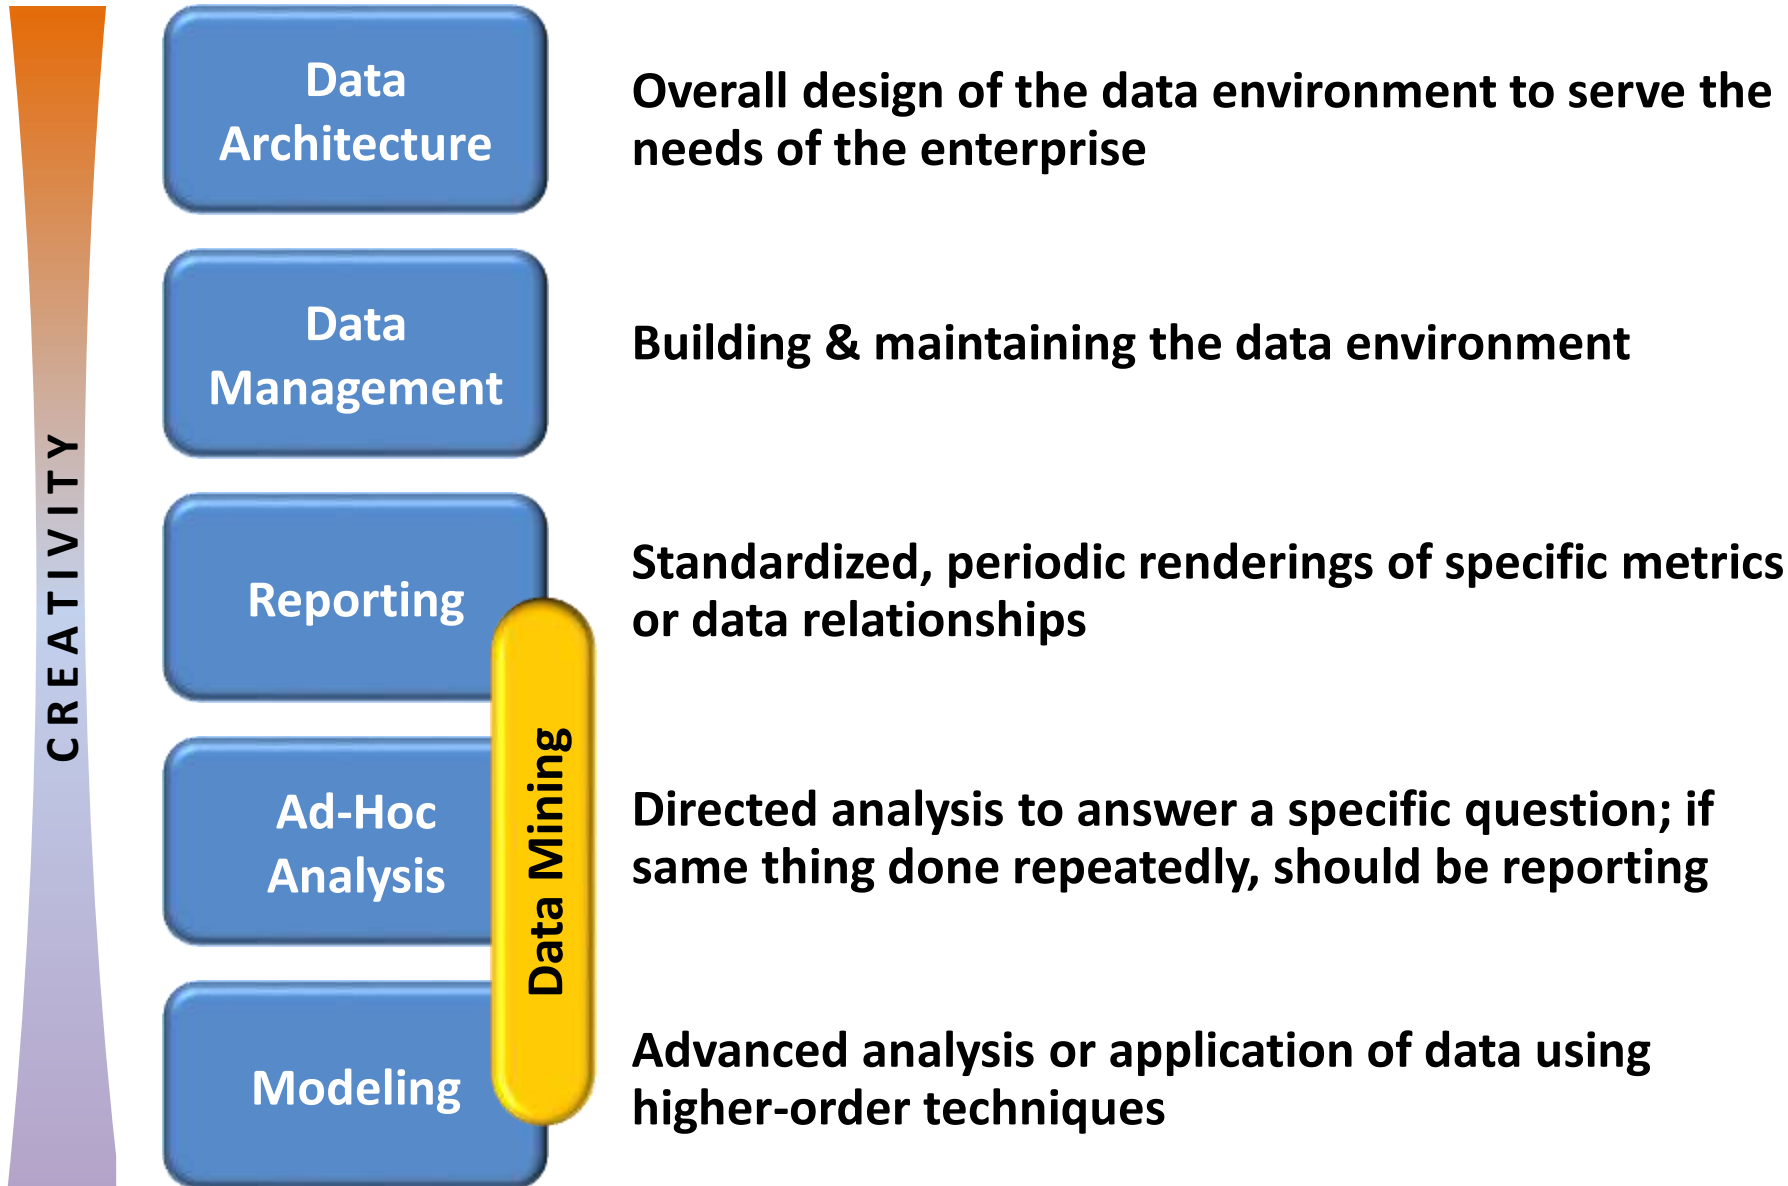 CREATIVITY
Data
Architecture
Overall design of the data environment to serve the
needs of the enterprise
Data
Management
Building & maintaining the data environment
Reporting
Standardized, periodic renderings of specific metrics
or data relationships
Data Mining
Ad-Hoc
Analysis
Directed analysis to answer a specific question; if
same thing done repeatedly, should be reporting
Modeling
Advanced analysis or application of data using
higher-order techniques